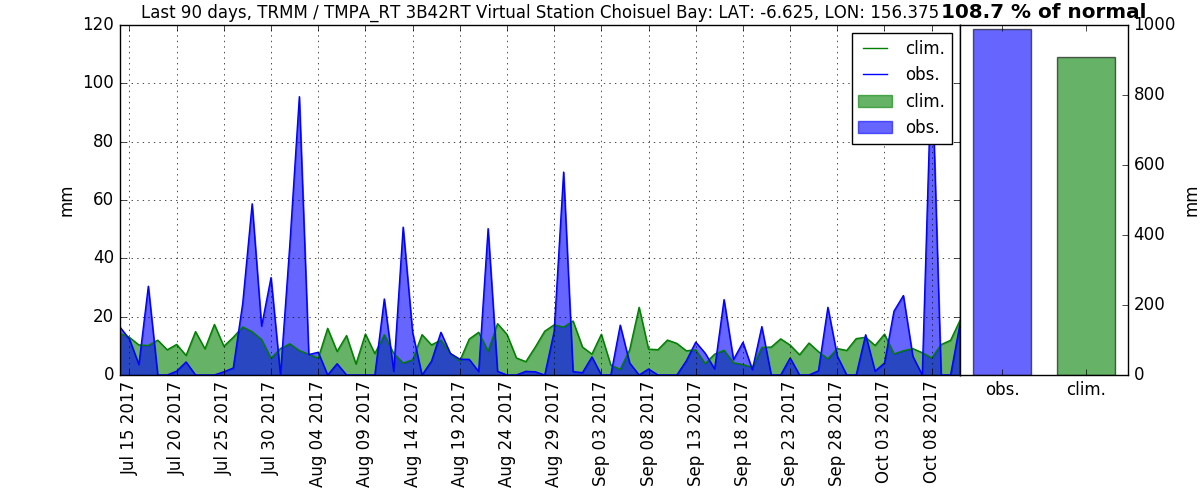 Last 90 days, TRMM / TMPA_RT 3B42RT Virtual Station Choisuel Bay: LAT: -6.625, LON: 156.375
108.7 % of normal
120
100
80
60
40
20
0
mm
clim.
obs.
clim.
obs.
1000
800
600
400
200
0
mm
obs.
clim.
Jul 15 2017
Jul 20 2017
Jul 25 2017
Jul 30 2017
Aug 04 2017
Aug 09 2017
Aug 14 2017
Aug 19 2017
Aug 24 2017
Aug 29 2017
Sep 03 2017
Sep 08 2017
Sep 13 2017
Sep 18 2017
Sep 23 2017
Sep 28 2017
Oct 03 2017
Oct 08 2017